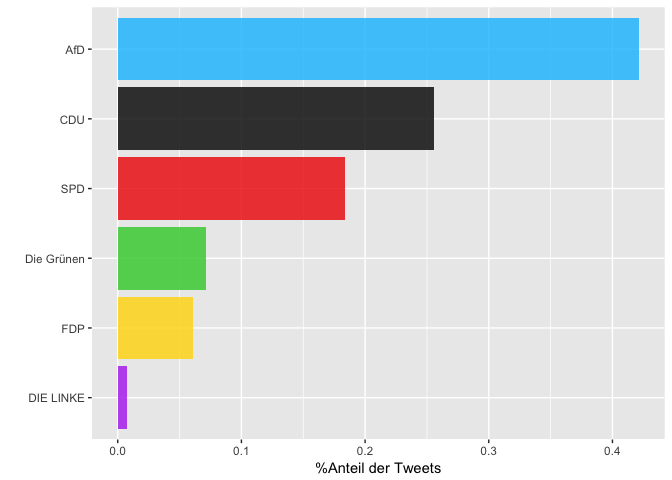 AfD
CDU
SPD
Die Grünen
FDP
DIE LINKE
0.0 0.1 0.2 0.3 0.4
%Anteil der Tweets